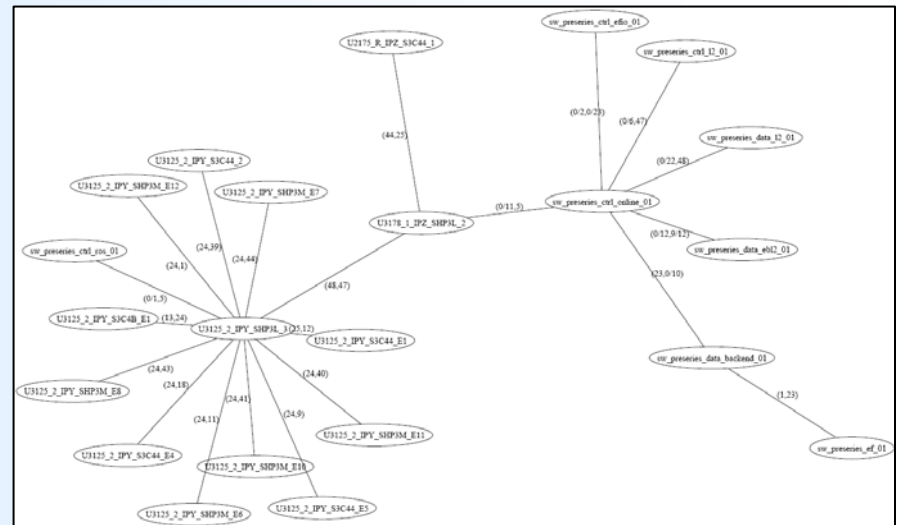 sw_preseries_ctrl_efio_01
U2175_R_IPZ_S3C44_1
sw_preseries_ctrl_l2_01
(0/2,0/23)
(0/6,47)
(44,25)
sw_preseries_data_l2_01
(0/22,48)
U3125_2_IPY_S3C44_2
U3125_2_IPY_SHP3M_E12
U3125_2_IPY_SHP3M_E7
sw_preseries_ctrl_online_01
(0/11,5)
U3178_1_IPZ_SHP3L_2
(0/12,9/12)
sw_preseries_ctrl_ros_01
(24,39)
sw_preseries_data_ebl2_01
(24,44)
(24,1)
(23,0/10)
(48,47)
(0/1,5)
U3125_2_IPY_S3C4B_E1
(13,24)
U3125_2_IPY_SHP3L_3
(25,12)
U3125_2_IPY_S3C44_E1
sw_preseries_data_backend_01
(24,43)
(24,40)
(24,18)
U3125_2_IPY_SHP3M_E8
(24,41)
(1,23)
(24,9)
(24,11)
U3125_2_IPY_SHP3M_E11
sw_preseries_ef_01
U3125_2_IPY_S3C44_E4
U3125_2_IPY_SHP3M_E10
U3125_2_IPY_S3C44_E5
U3125_2_IPY_SHP3M_E6